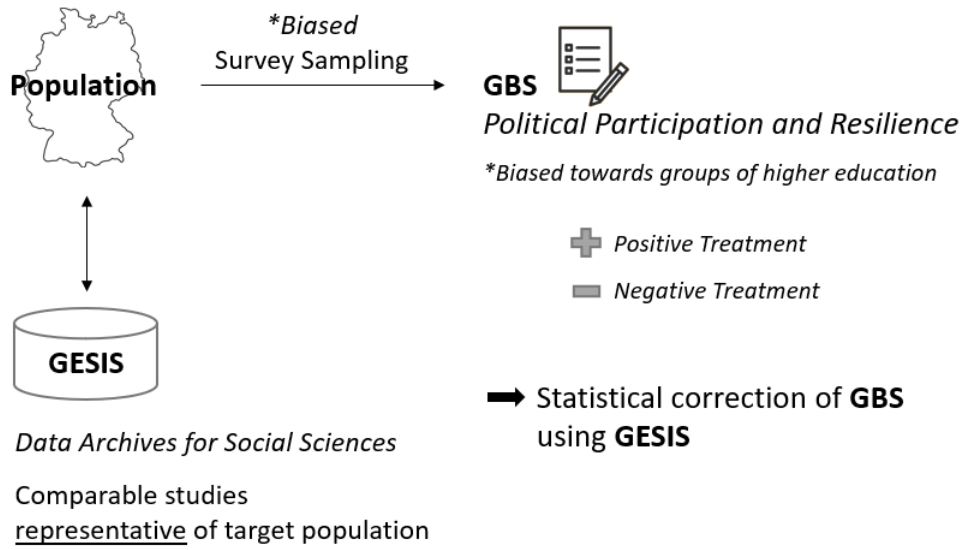 *Biased
Survey Sampling
Population
GBS
Political Participation and Resilience
*Biased towards groups of higher education
Positive Treatment
Negative Treatment
GESIS
Data Archives for Social Sciences
Comparable studies
representative of target population
Statistical correction of GBS
using GESIS